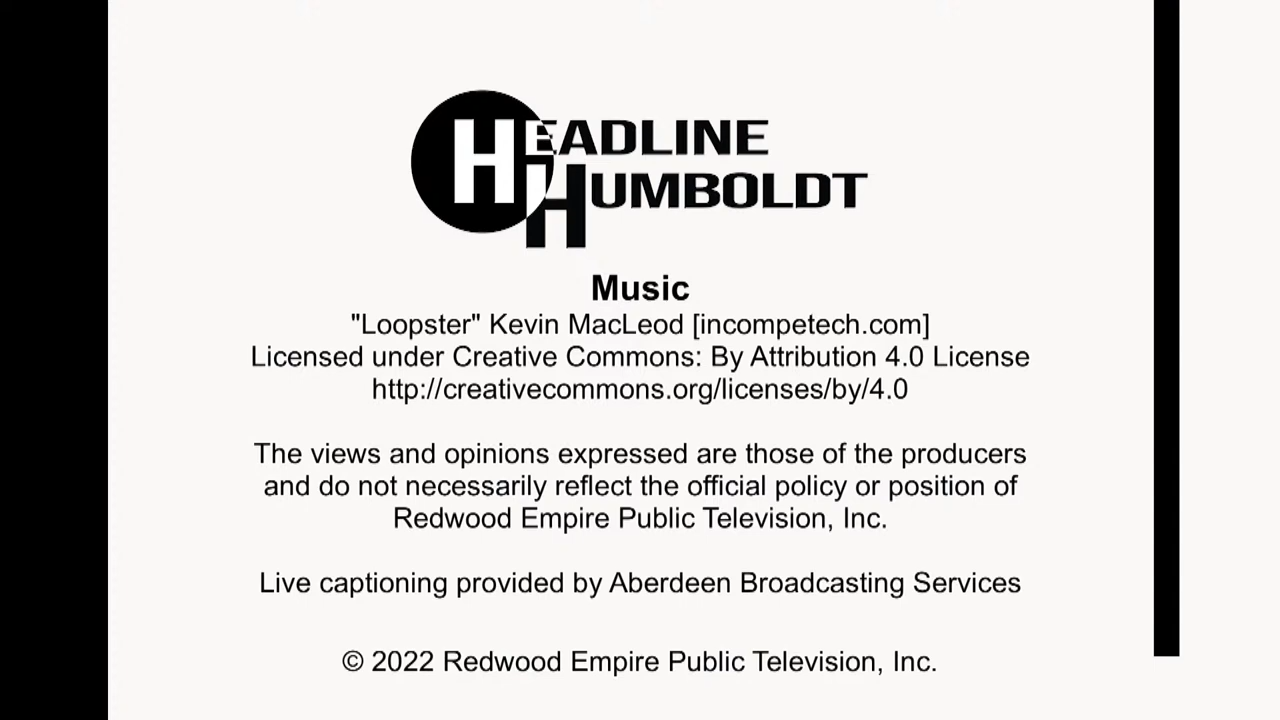 HEADLINE
HUMBOLDT
Music
"Loopster" Kevin MacLeod [incompetech.com]
Licensed under Creative Commons: By Attribution 4.0 License
http://creativecommons.org/licenses/by/4.0
The views and opinions expressed are those of the producers
and do not necessarily reflect the official policy or position of
Redwood Empire Public Television, Inc.
Live captioning provided by Aberdeen Broadcasting Services
© 2022 Redwood Empire Public Television, Inc.